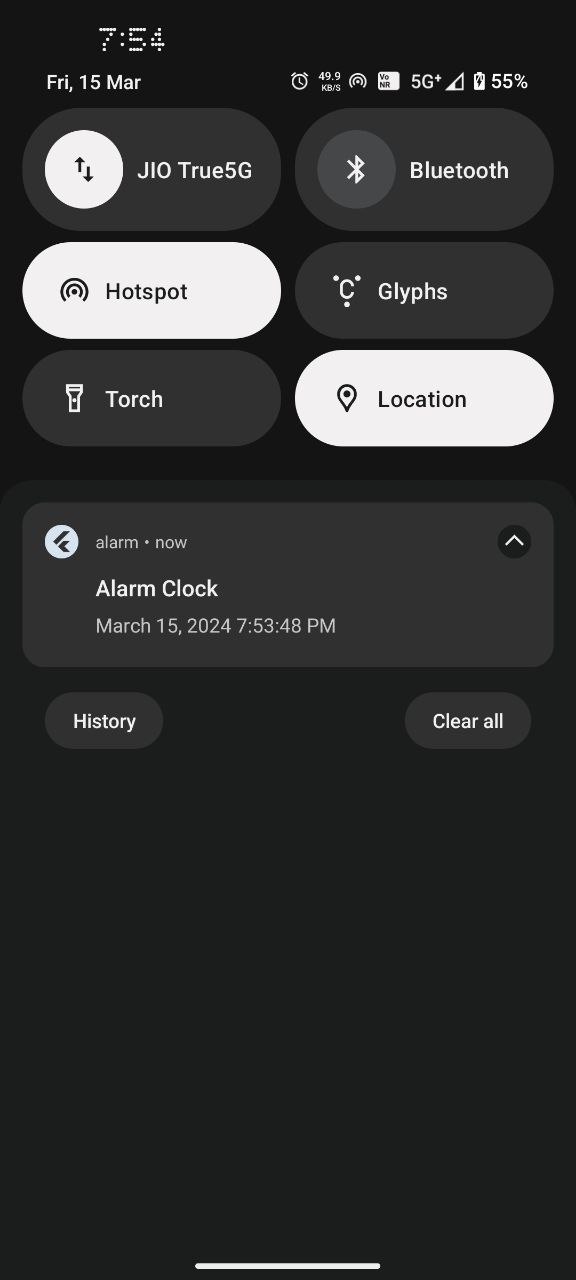 7:54
Fri, 15 Mar
49.9
KB/S
Vo
NR
5G+
55%
JIO True5G
Bluetooth
Hotspot
Glyphs
Torch
Location
alarm • now
Alarm Clock
March 15, 2024 7:53:48 PM
History
Clear all